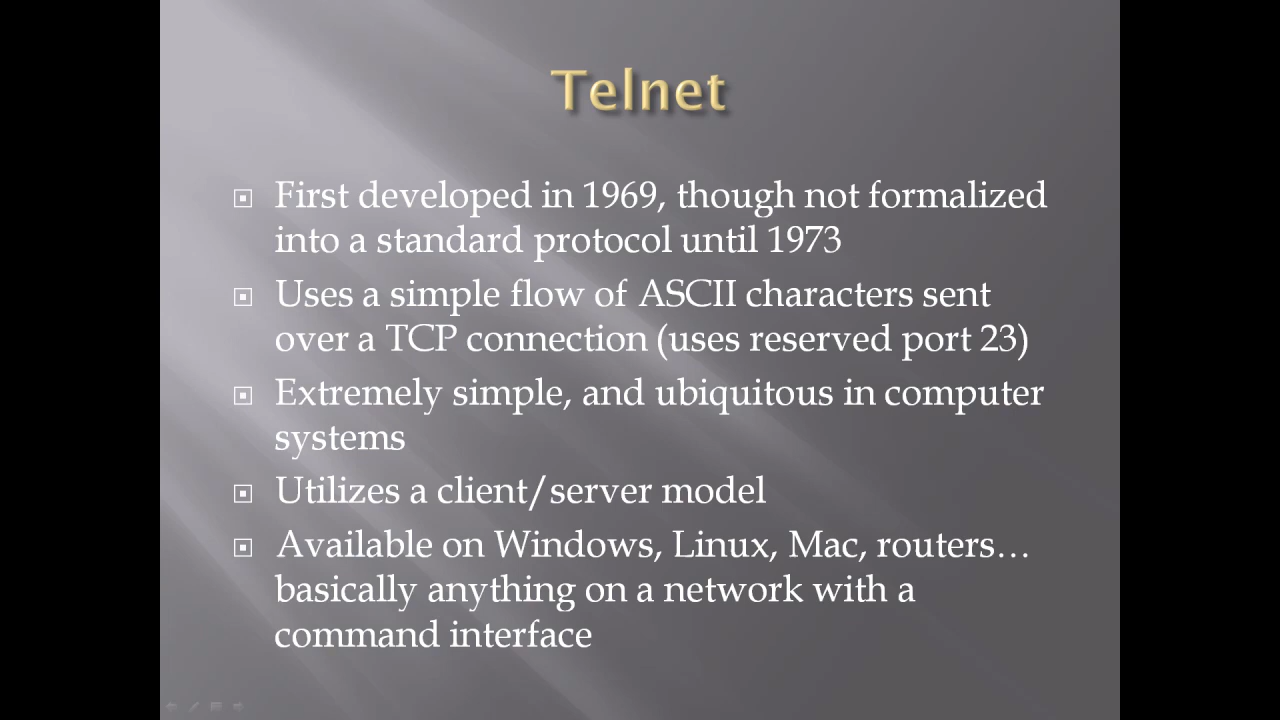 Telnet
First developed in 1969, though not formalized
into a standard protocol until 1973
Uses a simple flow of ASCII characters sent
over a TCP connection (uses reserved port 23)
Extremely simple, and ubiquitous in computer
systems
Utilizes a client/server model
Available on Windows, Linux, Mac, routers…
basically anything on a network with a
command interface